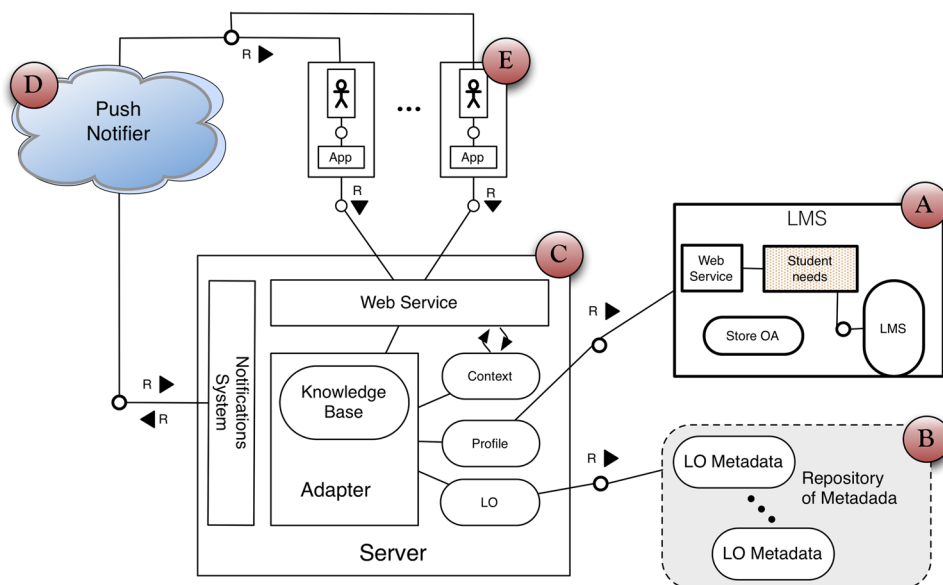 R
D
E
Push
Notifier
...
App
App
R
R
A
LMS
Web
Service
Student
needs
LMS
Store OA
C
Web Service
R
Notifications
System
Knowledge
Base
Context
Profile
Adapter
LO
Server
R
R
R
B
LO Metadata
Repository
of Metadada
LO Metadata